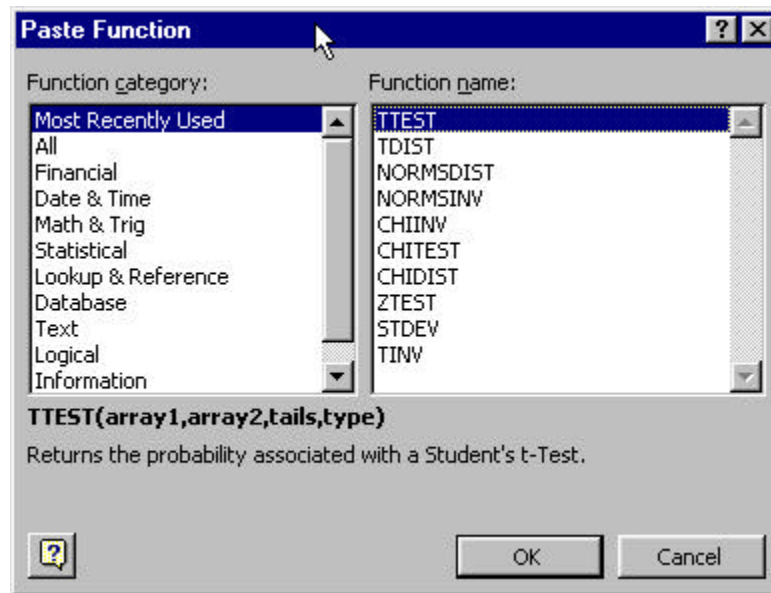 Paste Function
Function category:
Most Recently Used
All
Financial
Date & Time
Math & Trig
Statistical
Lookup & Reference
Database
Text
Logical
Information
Function name:
TTEST
TDIST
NORMSDIST
NORMSINV
CHIINV
CHITEST
CHIDIST
ZTEST
STDEV
TINV
TTEST(array1,array2,tails,type)
Returns the probability associated with a Student's t-Test.
OK
Cancel